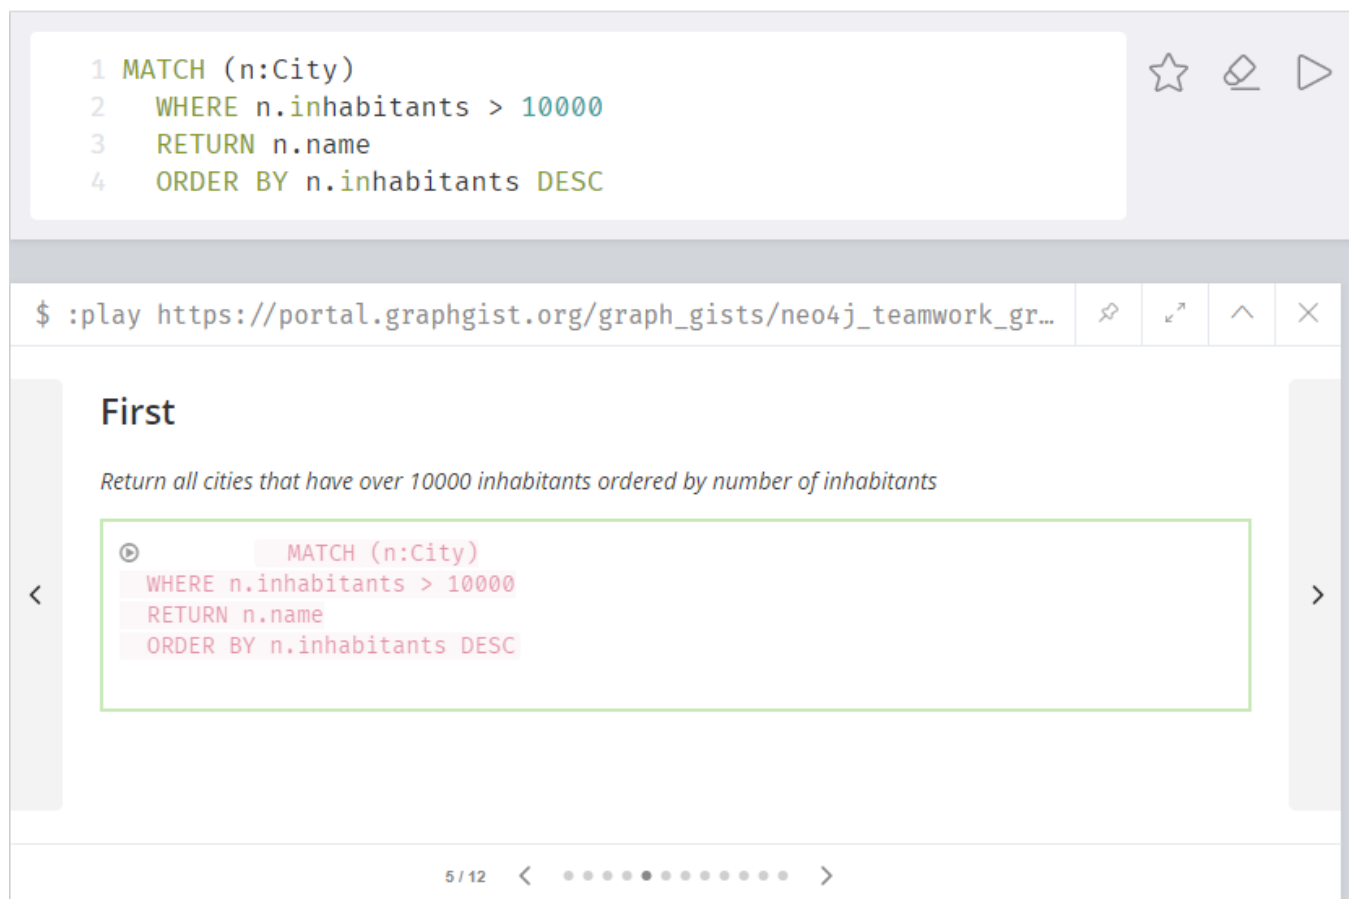 1 MATCH (n:City)
2 WHERE n.inhabitants > 10000
3 RETURN n.name
4 ORDER BY n.inhabitants DESC
$ :play https://portal.graphgist.org/graph_gists/neo4j_teamwork_gr…
First
Return all cities that have over 10000 inhabitants ordered by number of inhabitants
MATCH (n:City)
WHERE n.inhabitants > 10000
RETURN n.name
ORDER BY n.inhabitants DESC
5 / 12